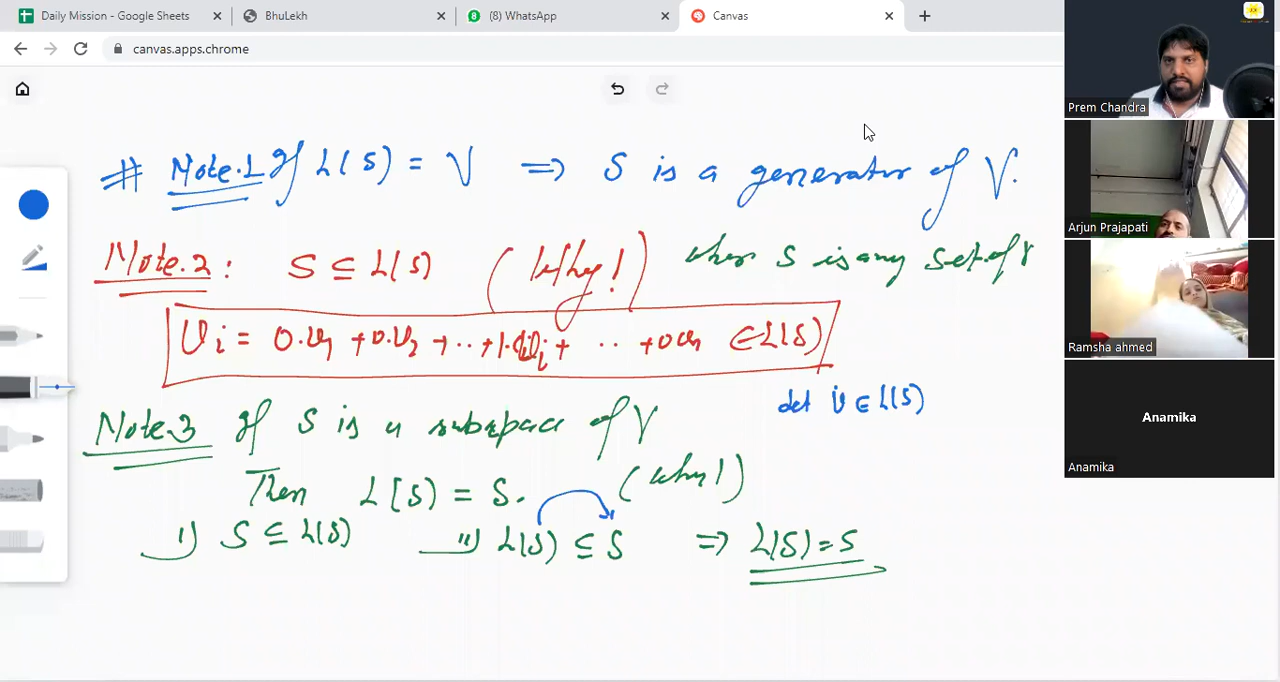 Daily Mission - Google Sheets
BhuLekh
(8) WhatsApp
Canvas
canvas.apps.chrome
# Note.1 If L(S) = V ⇒ S is a generator of V.
Note.2 : S ⊆ L(S) (Why!) where S is any set of V
Vi = 0.V1 + 0.V2 + .. + 1.Vi + .. + 0Vn ∈ L(S)
let v ∈ L(S)
Note.3 If S is a subspace of V
Then L(S) = S. (why!)
i) S ⊆ L(S) ii) L(S) ⊆ S ⇒ L(S) = S
Prem Chandra
Arjun Prajapati
Ramsha ahmed
Anamika
Anamika